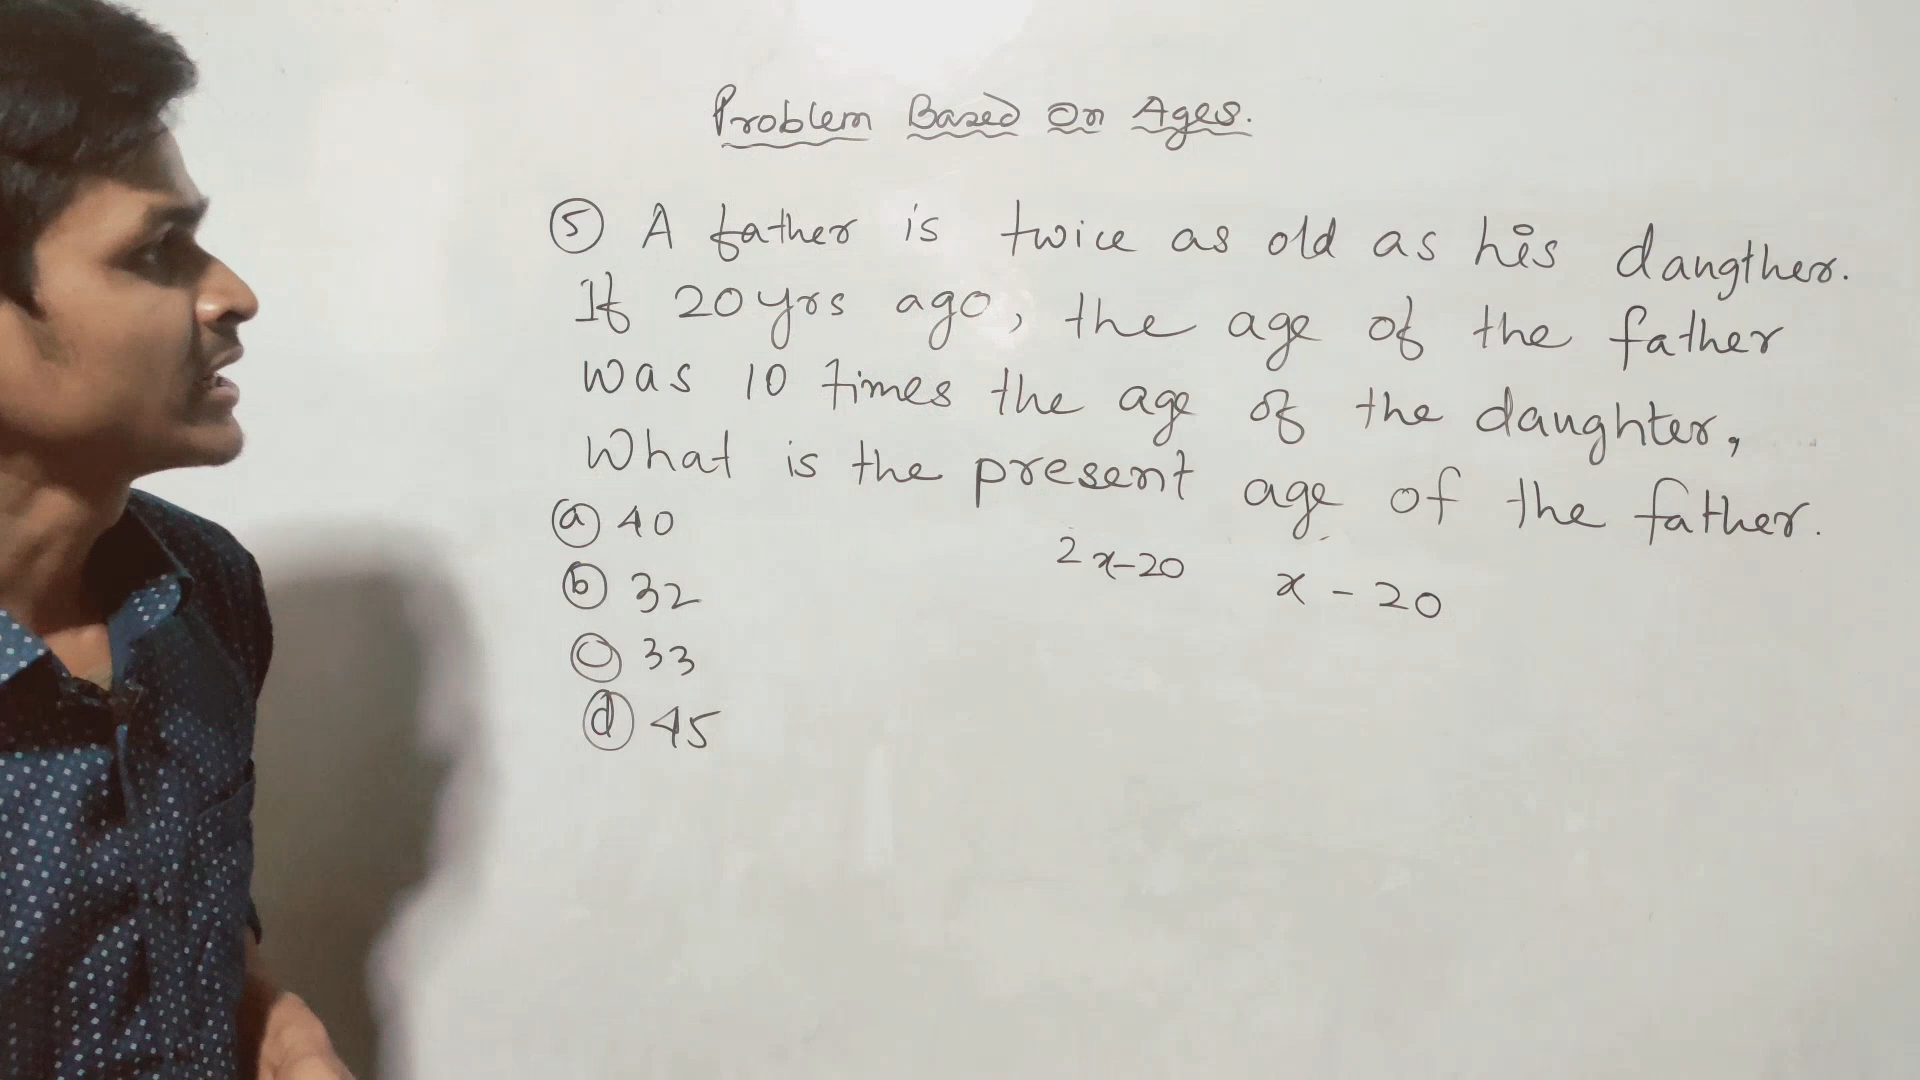 Problem Based On Ages.
⑤ A father is twice as old as his dangther.
If 20 yrs ago, the age of the father
was 10 times the age of the daughter,
What is the present age of the father.
ⓐ 40
ⓑ 32
ⓒ 33
ⓓ 45
2x-20 x - 20